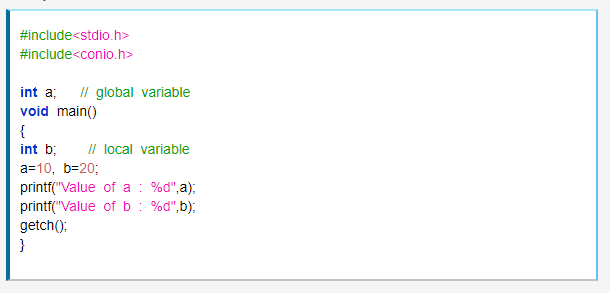 #include<stdio.h>
#include<conio.h>
int a; // global variable
void main()
{
int b; // local variable
a=10, b=20;
printf("Value of a : %d",a);
printf("Value of b : %d",b);
getch();
}